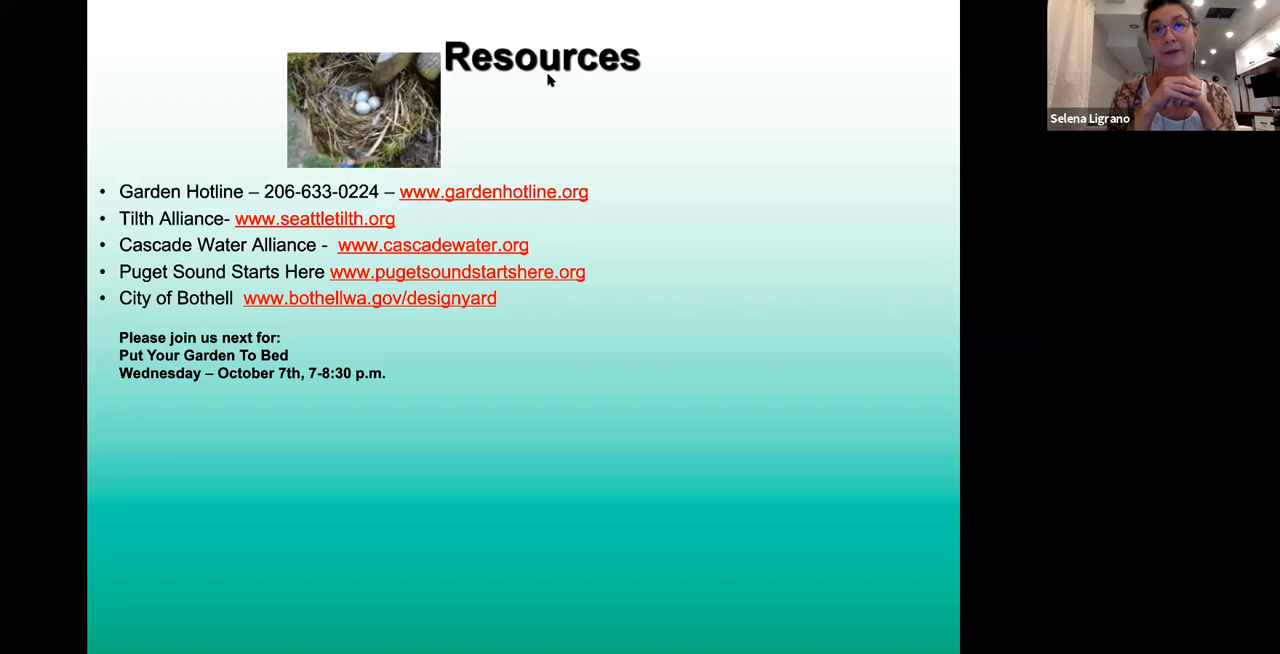 Resources
Selena Ligrano
• Garden Hotline – 206-633-0224 – www.gardenhotline.org
• Tilth Alliance- www.seattletilth.org
• Cascade Water Alliance - www.cascadewater.org
• Puget Sound Starts Here www.pugetsoundstartshere.org
• City of Bothell www.bothellwa.gov/designyard
Please join us next for:
Put Your Garden To Bed
Wednesday – October 7th, 7-8:30 p.m.